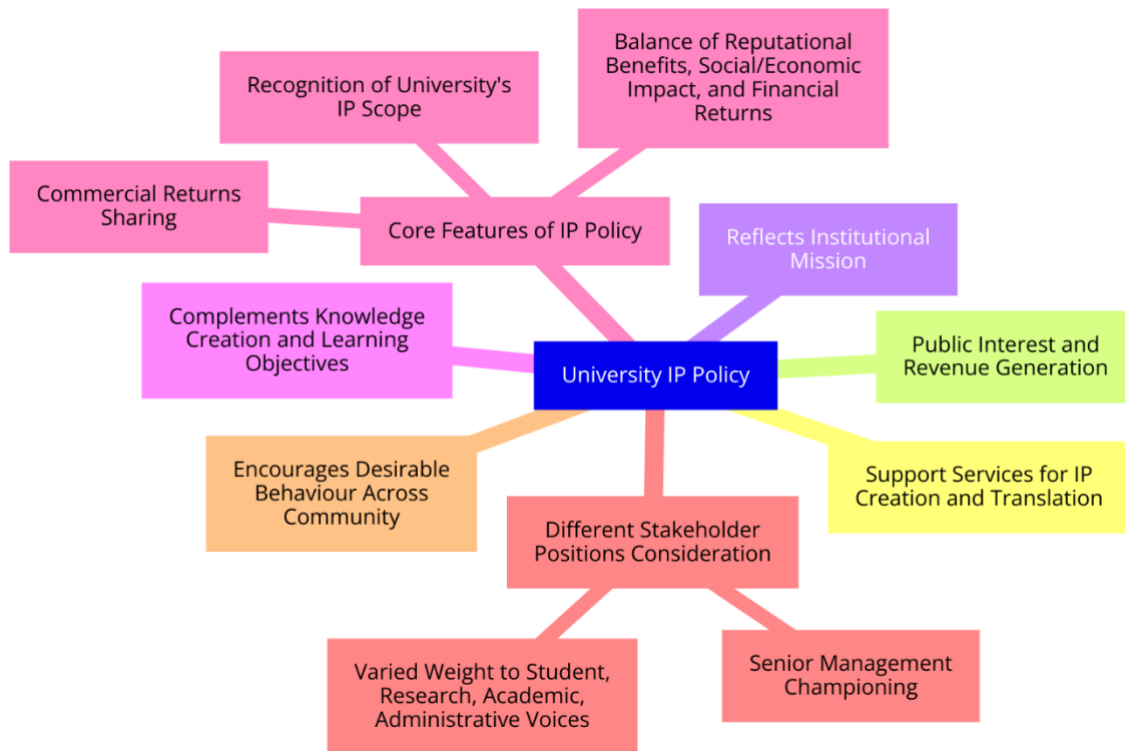 Balance of Reputational
Benefits, Social/Economic
Impact, and Financial
Returns
Recognition of University's
IP Scope
Commercial Returns
Sharing
Core Features of IP Policy
Reflects Institutional
Mission
Complements Knowledge
Creation and Learning
Objectives
Public Interest and
Revenue Generation
University IP Policy
Encourages Desirable
Behaviour Across
Community
Support Services for IP
Creation and Translation
Different Stakeholder
Positions Consideration
Varied Weight to Student,
Research, Academic,
Administrative Voices
Senior Management
Championing